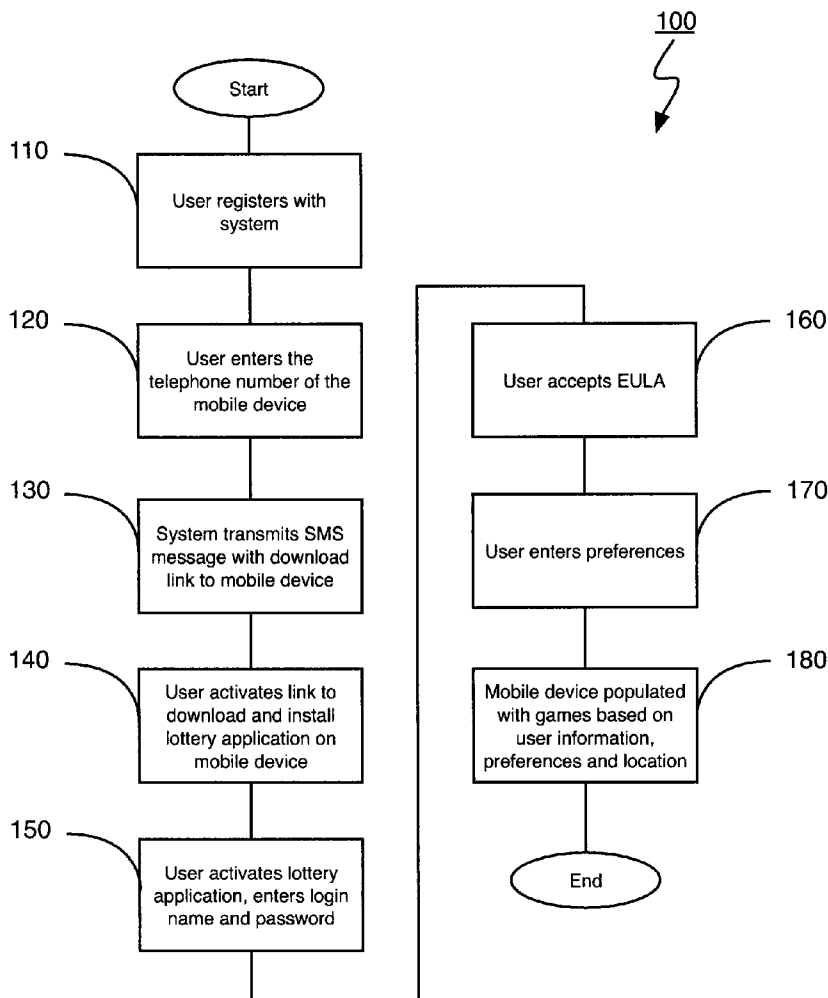 100
Start
110
User registers with
system
120
User enters the
telephone number of the
mobile device
130
System transmits SMS
message with download
link to mobile device
140
User activates link to
download and install
lottery application on
mobile device
150
User activates lottery
application, enters login
name and password
160
User accepts EULA
170
User enters preferences
180
Mobile device populated
with games based on
user information,
preferences and location
End